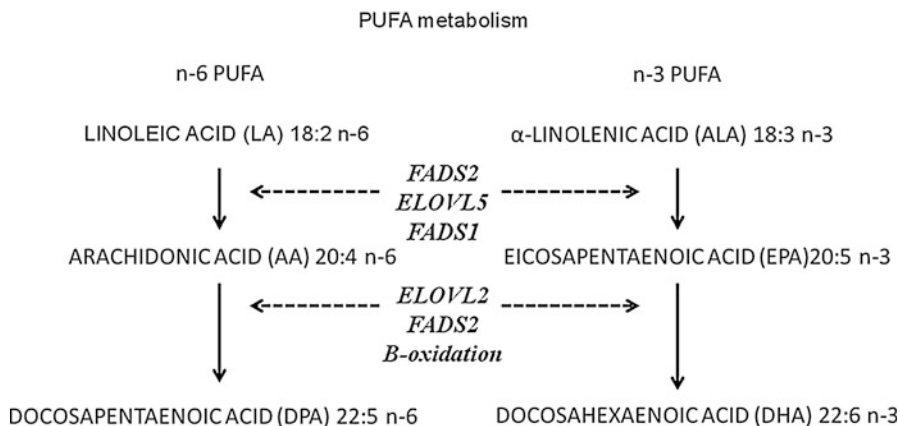 PUFA metabolism
n-6 PUFA
n-3 PUFA
LINOLEIC ACID (LA) 18:2 n-6
α-LINOLENIC ACID (ALA) 18:3 n-3
FADS2
ELOVL5
FADS1
ARACHIDONIC ACID (AA) 20:4 n-6
EICOSAPENTAENOIC ACID (EPA)20:5 n-3
ELOVL2
FADS2
B-oxidation
DOCOSAPENTAENOIC ACID (DPA) 22:5 n-6
DOCOSAHEXAENOIC ACID (DHA) 22:6 n-3